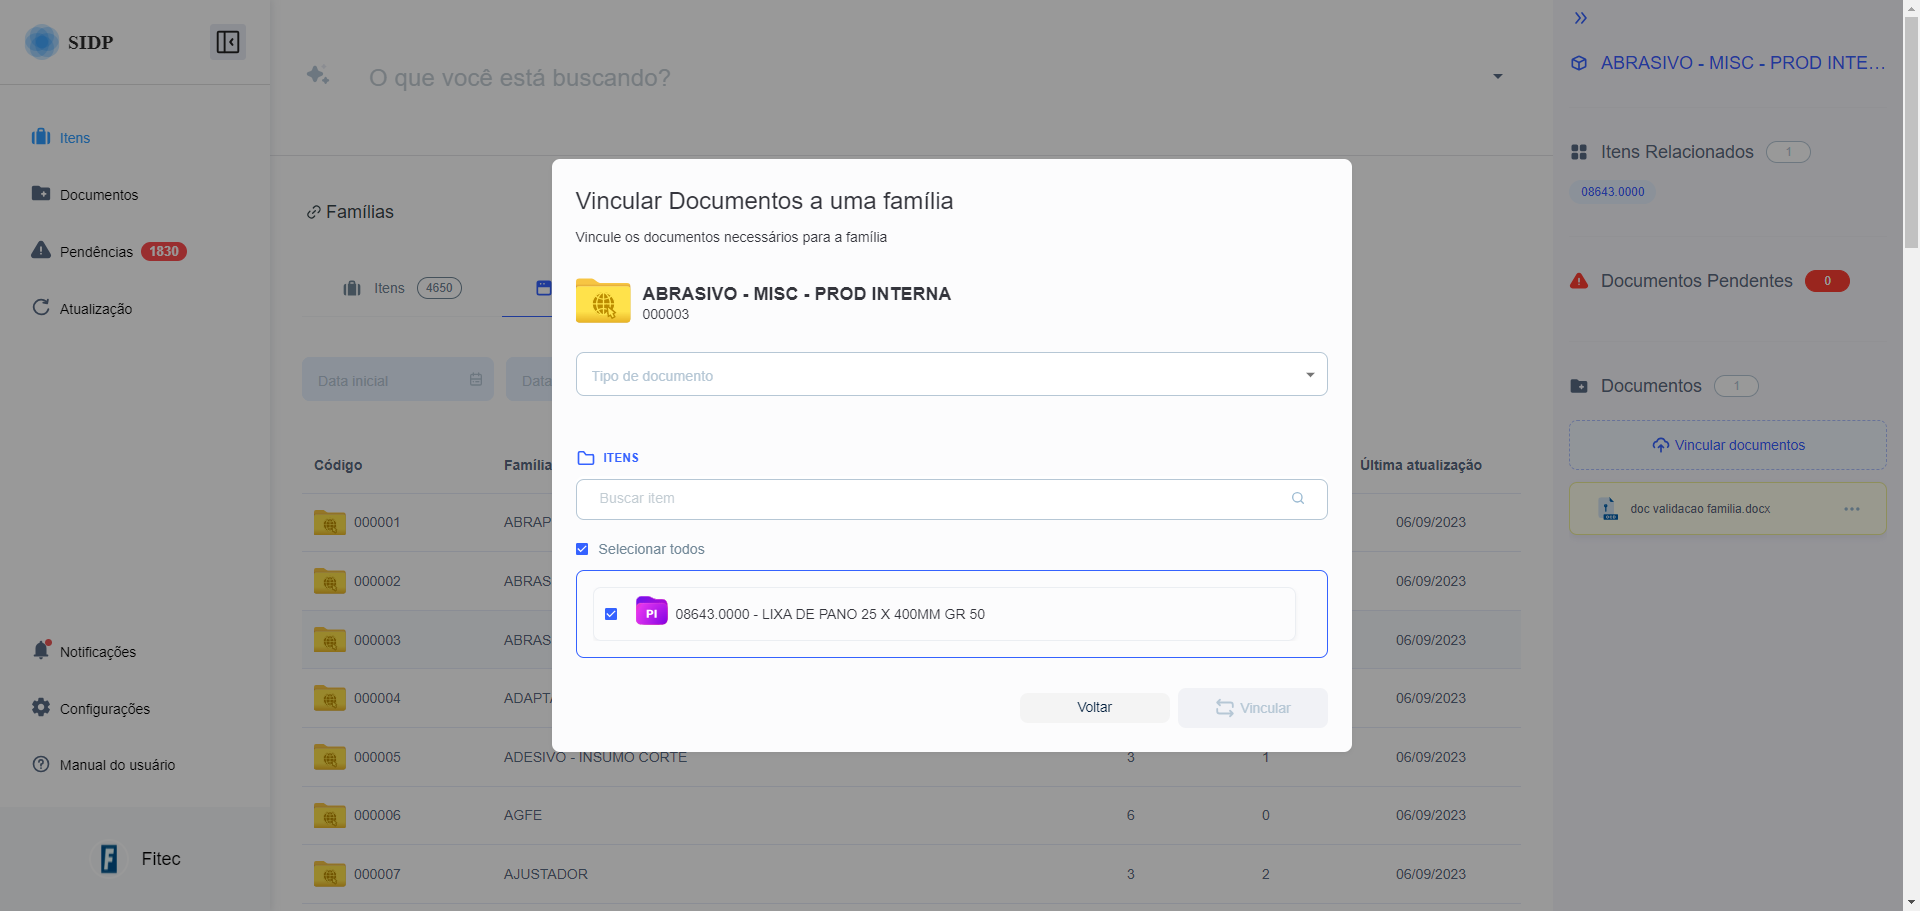 SIDP
Itens
Documentos
Pendências 1830
Atualização
Notificações
Configurações
Manual do usuário
Fitec
O que você está buscando?
Famílias
Itens 4650
Data inicial
Data
Código Família Última atualização
000001 ABRAP 06/09/2023
000002 ABRAS 06/09/2023
000003 ABRAS 06/09/2023
000004 ADAPTA 06/09/2023
000005 ADESIVO - INSUMO CORTE 3 1 06/09/2023
000006 AGFE 6 0 06/09/2023
000007 AJUSTADOR 3 2 06/09/2023
Vincular Documentos a uma família
Vincule os documentos necessários para a família
ABRASIVO - MISC - PROD INTERNA
000003
Tipo de documento
ITENS
Buscar item
Selecionar todos
PI 08643.0000 - LIXA DE PANO 25 X 400MM GR 50
Voltar
Vincular
ABRASIVO - MISC - PROD INTE...
Itens Relacionados 1
08643.0000
Documentos Pendentes 0
Documentos 1
Vincular documentos
doc validacao familia.docx